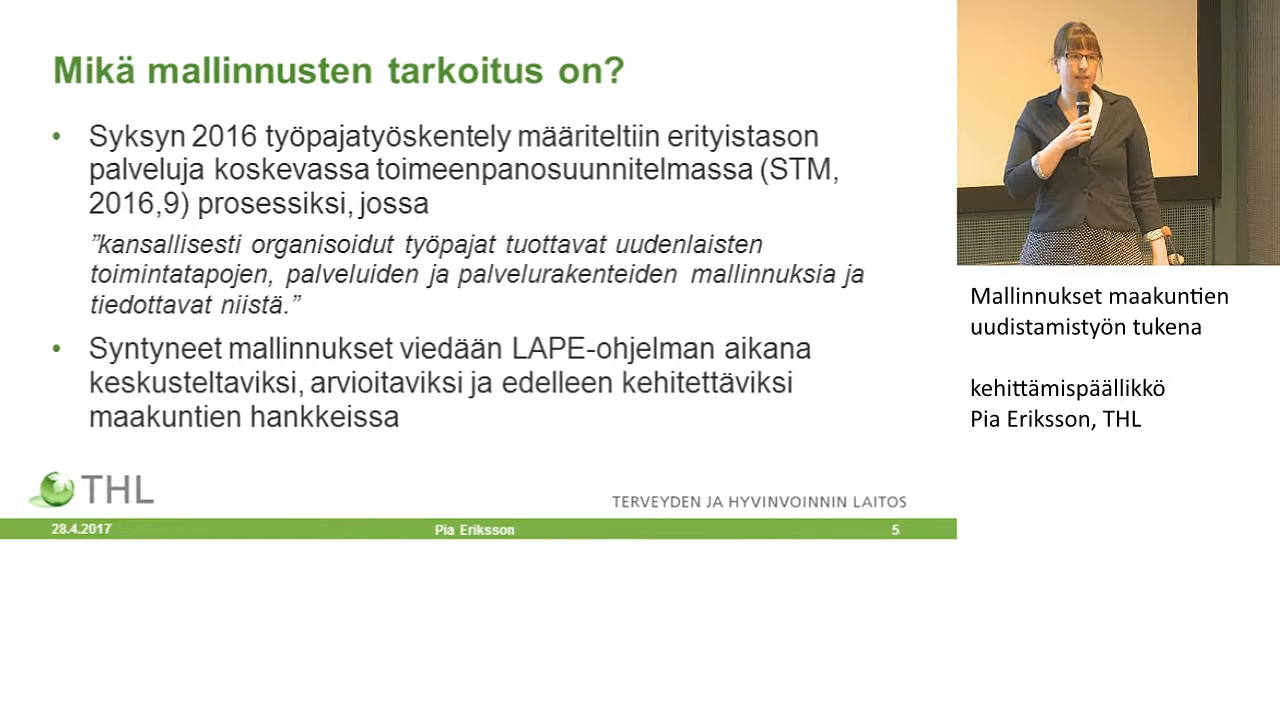 Mikä mallinnusten tarkoitus on?
• Syksyn 2016 työpajatyöskentely määriteltiin erityistason
palveluja koskevassa toimeenpanosuunnitelmassa (STM,
2016,9) prosessiksi, jossa
”kansallisesti organisoidut työpajat tuottavat uudenlaisten
toimintatapojen, palveluiden ja palvelurakenteiden mallinnuksia ja
tiedottavat niistä.”
• Syntyneet mallinnukset viedään LAPE-ohjelman aikana
keskusteltaviksi, arvioitaviksi ja edelleen kehitettäviksi
maakuntien hankkeissa
THL
TERVEYDEN JA HYVINVOINNIN LAITOS
28.4.2017 Pia Eriksson 5
Mallinnukset maakuntien
uudistamistyön tukena
kehittämispäällikkö
Pia Eriksson, THL